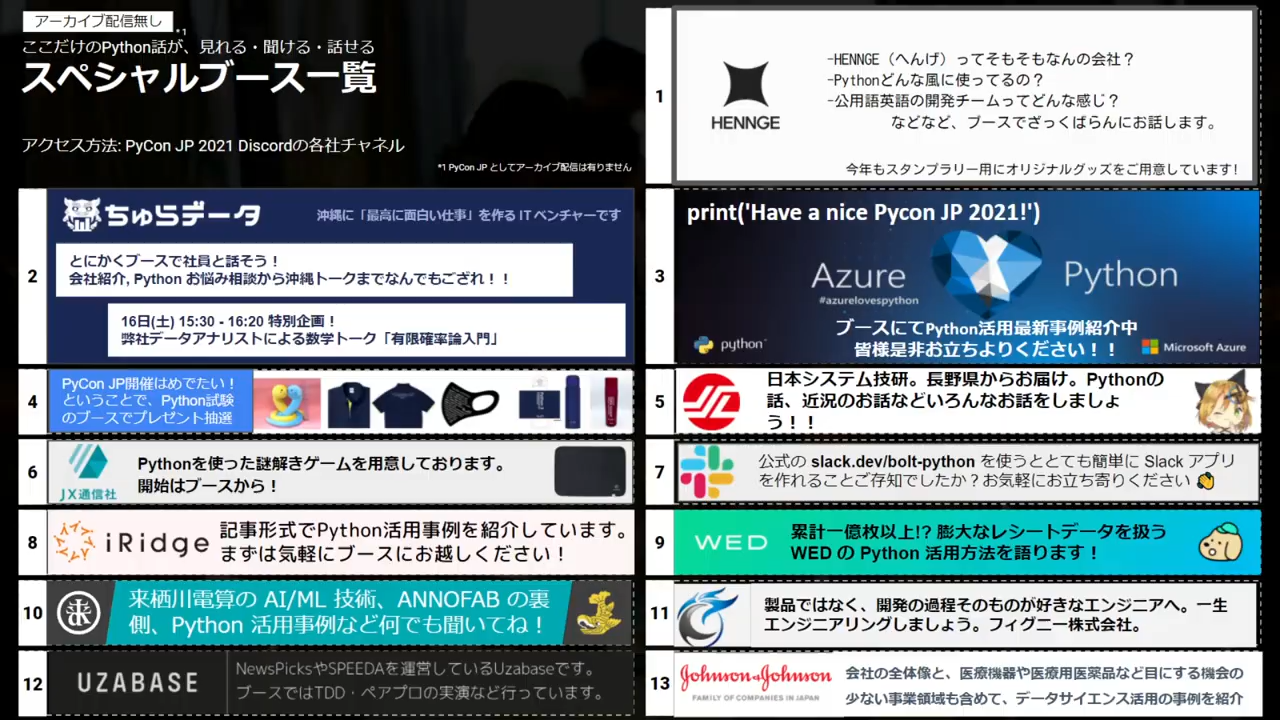 アーカイブ配信無し
*1
ここだけのPython話が、見れる・聞ける・話せる
スペシャルブース一覧
アクセス方法: PyCon JP 2021 Discordの各社チャネル
*1 PyCon JP としてアーカイブ配信は有りません
1
HENNGE
-HENNGE（へんげ）ってそもそもなんの会社？
-Pythonどんな風に使ってるの？
-公用語英語の開発チームってどんな感じ？
などなど、ブースでざっくばらんにお話します。
今年もスタンプラリー用にオリジナルグッズをご用意しています！
2
ちゅらデータ
沖縄に「最高に面白い仕事」を作る IT ベンチャーです
とにかくブースで社員と話そう！
会社紹介, Python お悩み相談から沖縄トークまでなんでもござれ！！
16日(土) 15:30 - 16:20 特別企画！
弊社データアナリストによる数学トーク「有限確率論入門」
3
print('Have a nice Pycon JP 2021!')
Azure
Python
#azurelovespython
ブースにてPython活用最新事例紹介中
皆様是非お立ちよりください！！
python
Microsoft Azure
4
PyCon JP開催はめでたい！
ということで、Python試験
のブースでプレゼント抽選
5
日本システム技研。長野県からお届け。Pythonの
話、近況のお話などいろんなお話をしましょ
う！！
6
JX通信社
Pythonを使った謎解きゲームを用意しております。
開始はブースから！
7
公式の slack.dev/bolt-python を使うととても簡単に Slack アプリ
を作れることご存知でしたか？お気軽にお立ち寄りください
8
iRidge
記事形式でPython活用事例を紹介しています。
まずは気軽にブースにお越しください！
9
WED
累計一億枚以上!? 膨大なレシートデータを扱う
WED の Python 活用方法を語ります！
10
来栖川電算の AI/ML 技術、ANNOFAB の裏
側、Python 活用事例など何でも聞いてね！
11
製品ではなく、開発の過程そのものが好きなエンジニアへ。一生
エンジニアリングしましょう。フィグニー株式会社。
12
UZABASE
NewsPicksやSPEEDAを運営しているUzabaseです。
ブースではTDD・ペアプロの実演など行っています。
13
Johnson & Johnson
FAMILY OF COMPANIES IN JAPAN
会社の全体像と、医療機器や医療用医薬品など目にする機会の
少ない事業領域も含めて、データサイエンス活用の事例を紹介